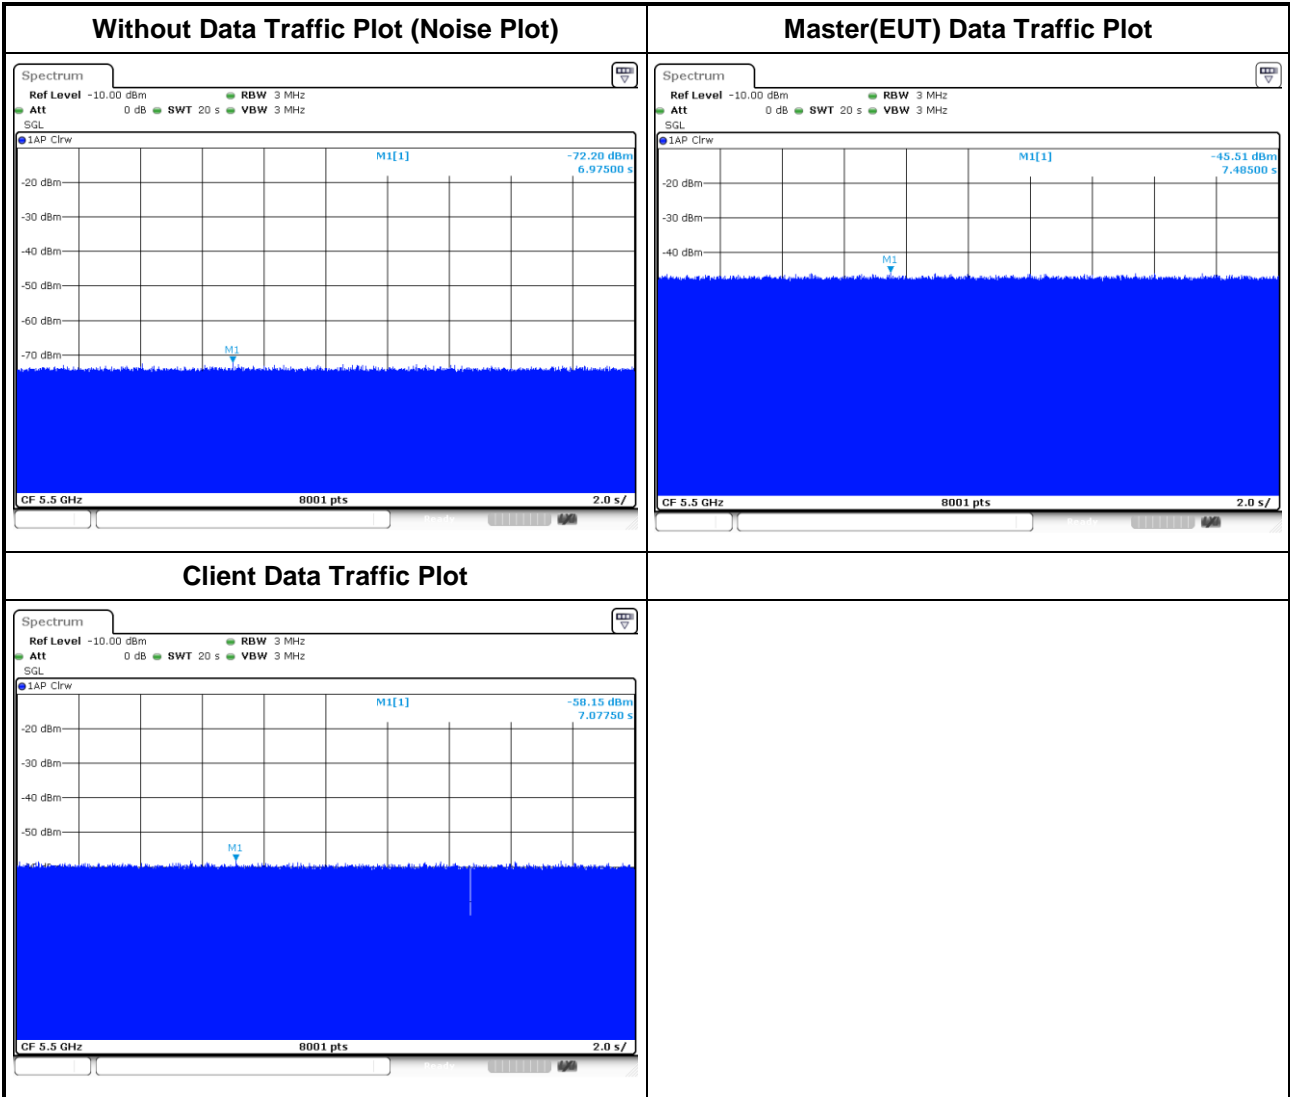 Without Data Traffic Plot (Noise Plot)
Master(EUT) Data Traffic Plot
Spectrum
Ref Level -10.00 dBm RBW 3 MHz
Att 0 dB SWT 20 s VBW 3 MHz
SGL
1AP Clrw
M1[1] -72.20 dBm
6.97500 s
-20 dBm
-30 dBm
-40 dBm
-50 dBm
-60 dBm
M1
-70 dBm
CF 5.5 GHz 8001 pts 2.0 s/
Ready
Spectrum
Ref Level -10.00 dBm RBW 3 MHz
Att 0 dB SWT 20 s VBW 3 MHz
SGL
1AP Clrw
M1[1] -45.51 dBm
7.48500 s
-20 dBm
-30 dBm
-40 dBm
M1
CF 5.5 GHz 8001 pts 2.0 s/
Ready
Client Data Traffic Plot
Spectrum
Ref Level -10.00 dBm RBW 3 MHz
Att 0 dB SWT 20 s VBW 3 MHz
SGL
1AP Clrw
M1[1] -58.15 dBm
7.07750 s
-20 dBm
-30 dBm
-40 dBm
-50 dBm
M1
CF 5.5 GHz 8001 pts 2.0 s/
Ready